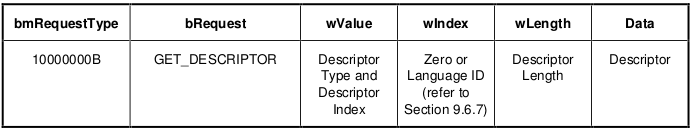 bmRequestType bRequest wValue wIndex wLength Data
10000000B GET_DESCRIPTOR Descriptor Zero or Descriptor Descriptor
Type and Language ID Length
Descriptor (refer to
Index Section 9.6.7)